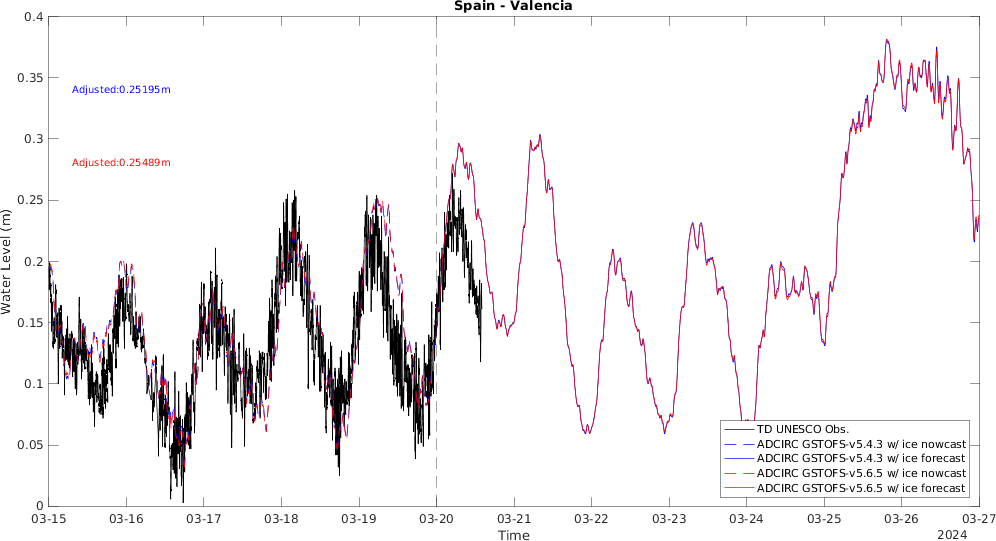 Spain - Valencia
0.4
0.35
0.3
0.25
0.2
0.15
0.1
0.05
0
Water Level (m)
Adjusted:0.25195m
Adjusted:0.25489m
TD UNESCO Obs.
ADCIRC GSTOFS-v5.4.3 w/ ice nowcast
ADCIRC GSTOFS-v5.4.3 w/ ice forecast
ADCIRC GSTOFS-v5.6.5 w/ ice nowcast
ADCIRC GSTOFS-v5.6.5 w/ ice forecast
03-15 03-16 03-17 03-18 03-19 03-20 03-21 03-22 03-23 03-24 03-25 03-26 03-27
Time
2024